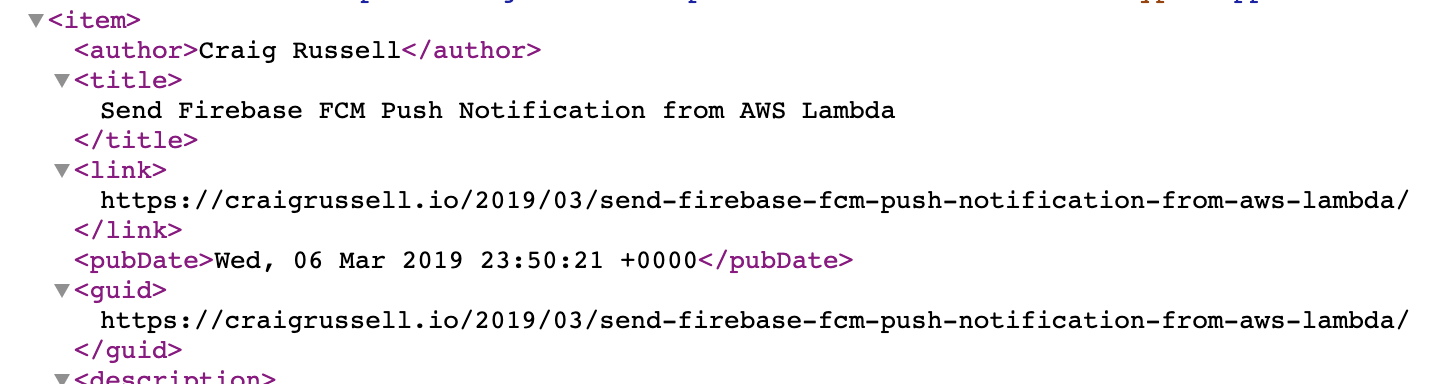 <item>
<author>Craig Russell</author>
<title>
Send Firebase FCM Push Notification from AWS Lambda
</title>
<link>
https://craigrussell.io/2019/03/send-firebase-fcm-push-notification-from-aws-lambda/
</link>
<pubDate>Wed, 06 Mar 2019 23:50:21 +0000</pubDate>
<guid>
https://craigrussell.io/2019/03/send-firebase-fcm-push-notification-from-aws-lambda/
</guid>
<description>